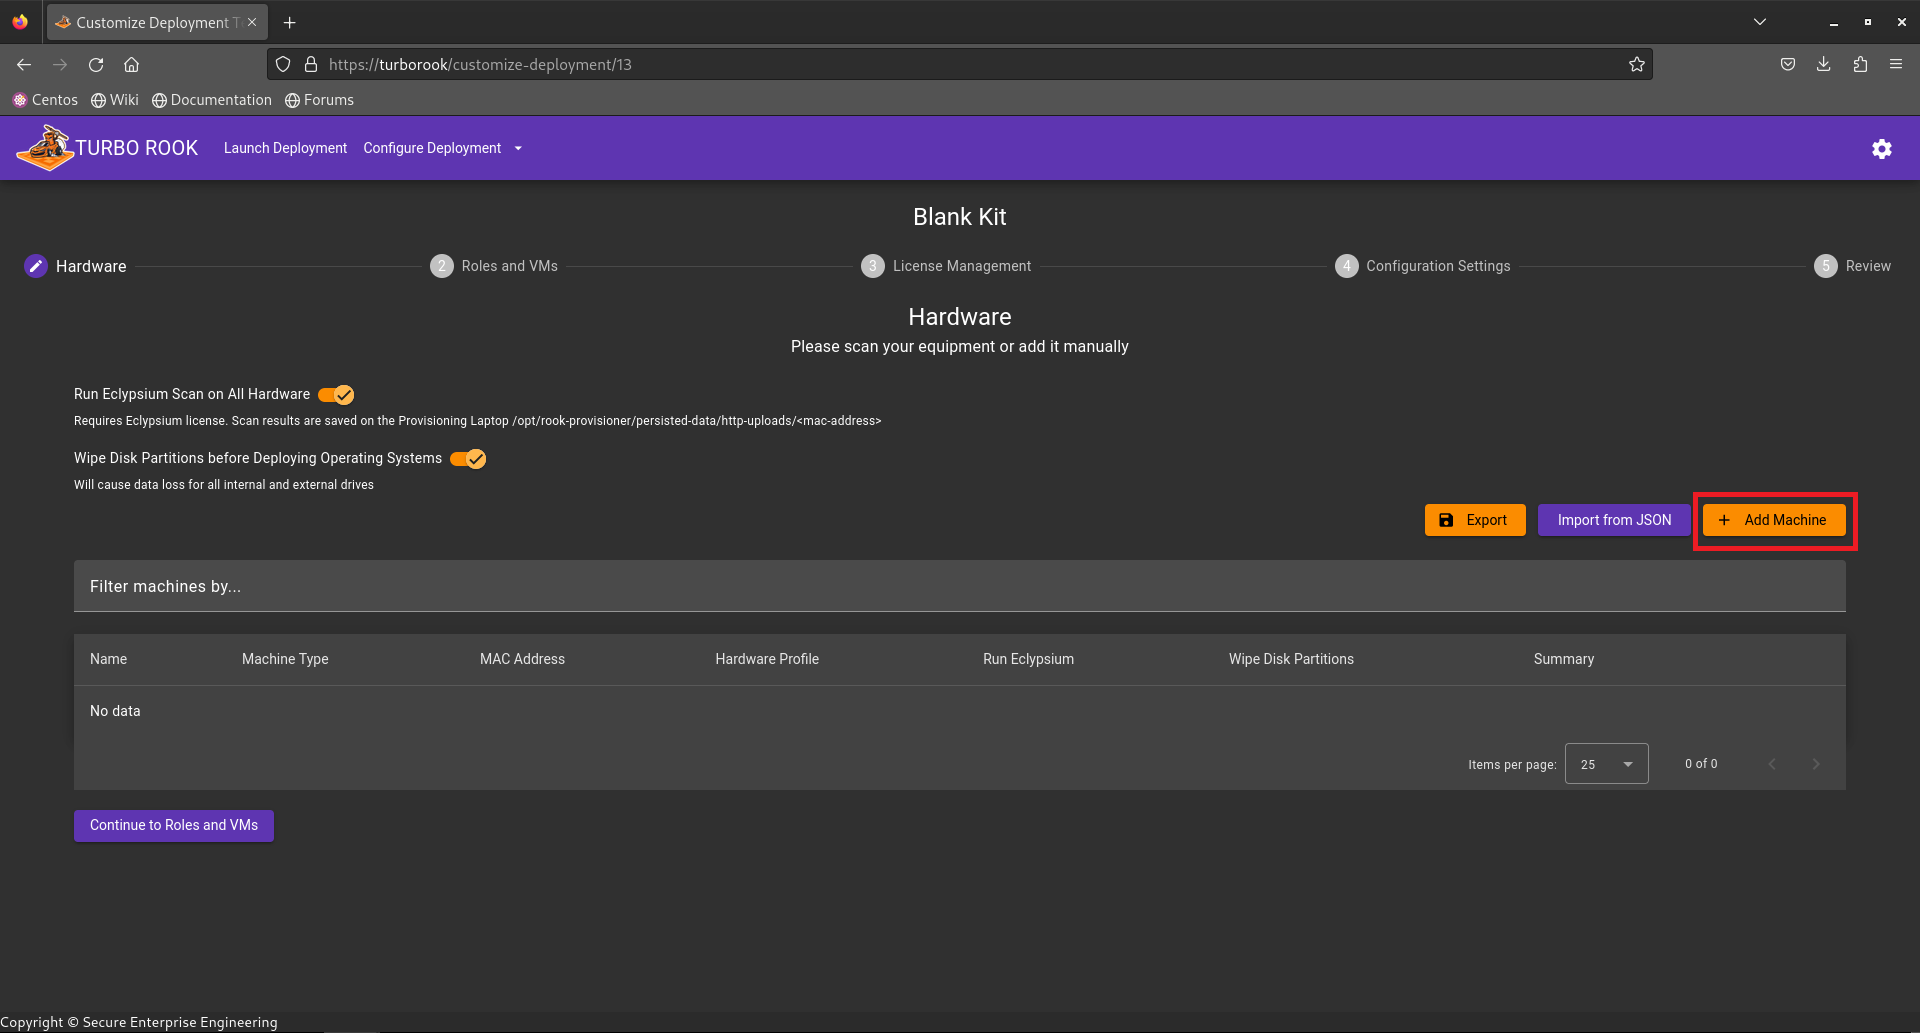 Customize Deployment T
https://turborook/customize-deployment/13
Centos Wiki Documentation Forums
TURBO ROOK Launch Deployment Configure Deployment
Blank Kit
Hardware 2 Roles and VMs 3 License Management 4 Configuration Settings 5 Review
Hardware
Please scan your equipment or add it manually
Run Eclypsium Scan on All Hardware
Requires Eclypsium license. Scan results are saved on the Provisioning Laptop /opt/rook-provisioner/persisted-data/http-uploads/<mac-address>
Wipe Disk Partitions before Deploying Operating Systems
Will cause data loss for all internal and external drives
Export Import from JSON + Add Machine
Filter machines by...
Name Machine Type MAC Address Hardware Profile Run Eclypsium Wipe Disk Partitions Summary
No data
Items per page: 25 0 of 0
Continue to Roles and VMs
Copyright © Secure Enterprise Engineering